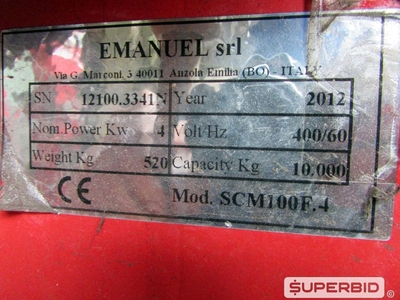 EMANUEL srl
Via G. Marconi, 3 40011 Anzola Emilia (BO) - ITALY
SN 12100.3341N Year 2012
Nom.Power Kw 4 Volt/Hz 400/60
Weight Kg 520 Capacity Kg 10.000
CE Mod. SCM100F.4
SUPERBID